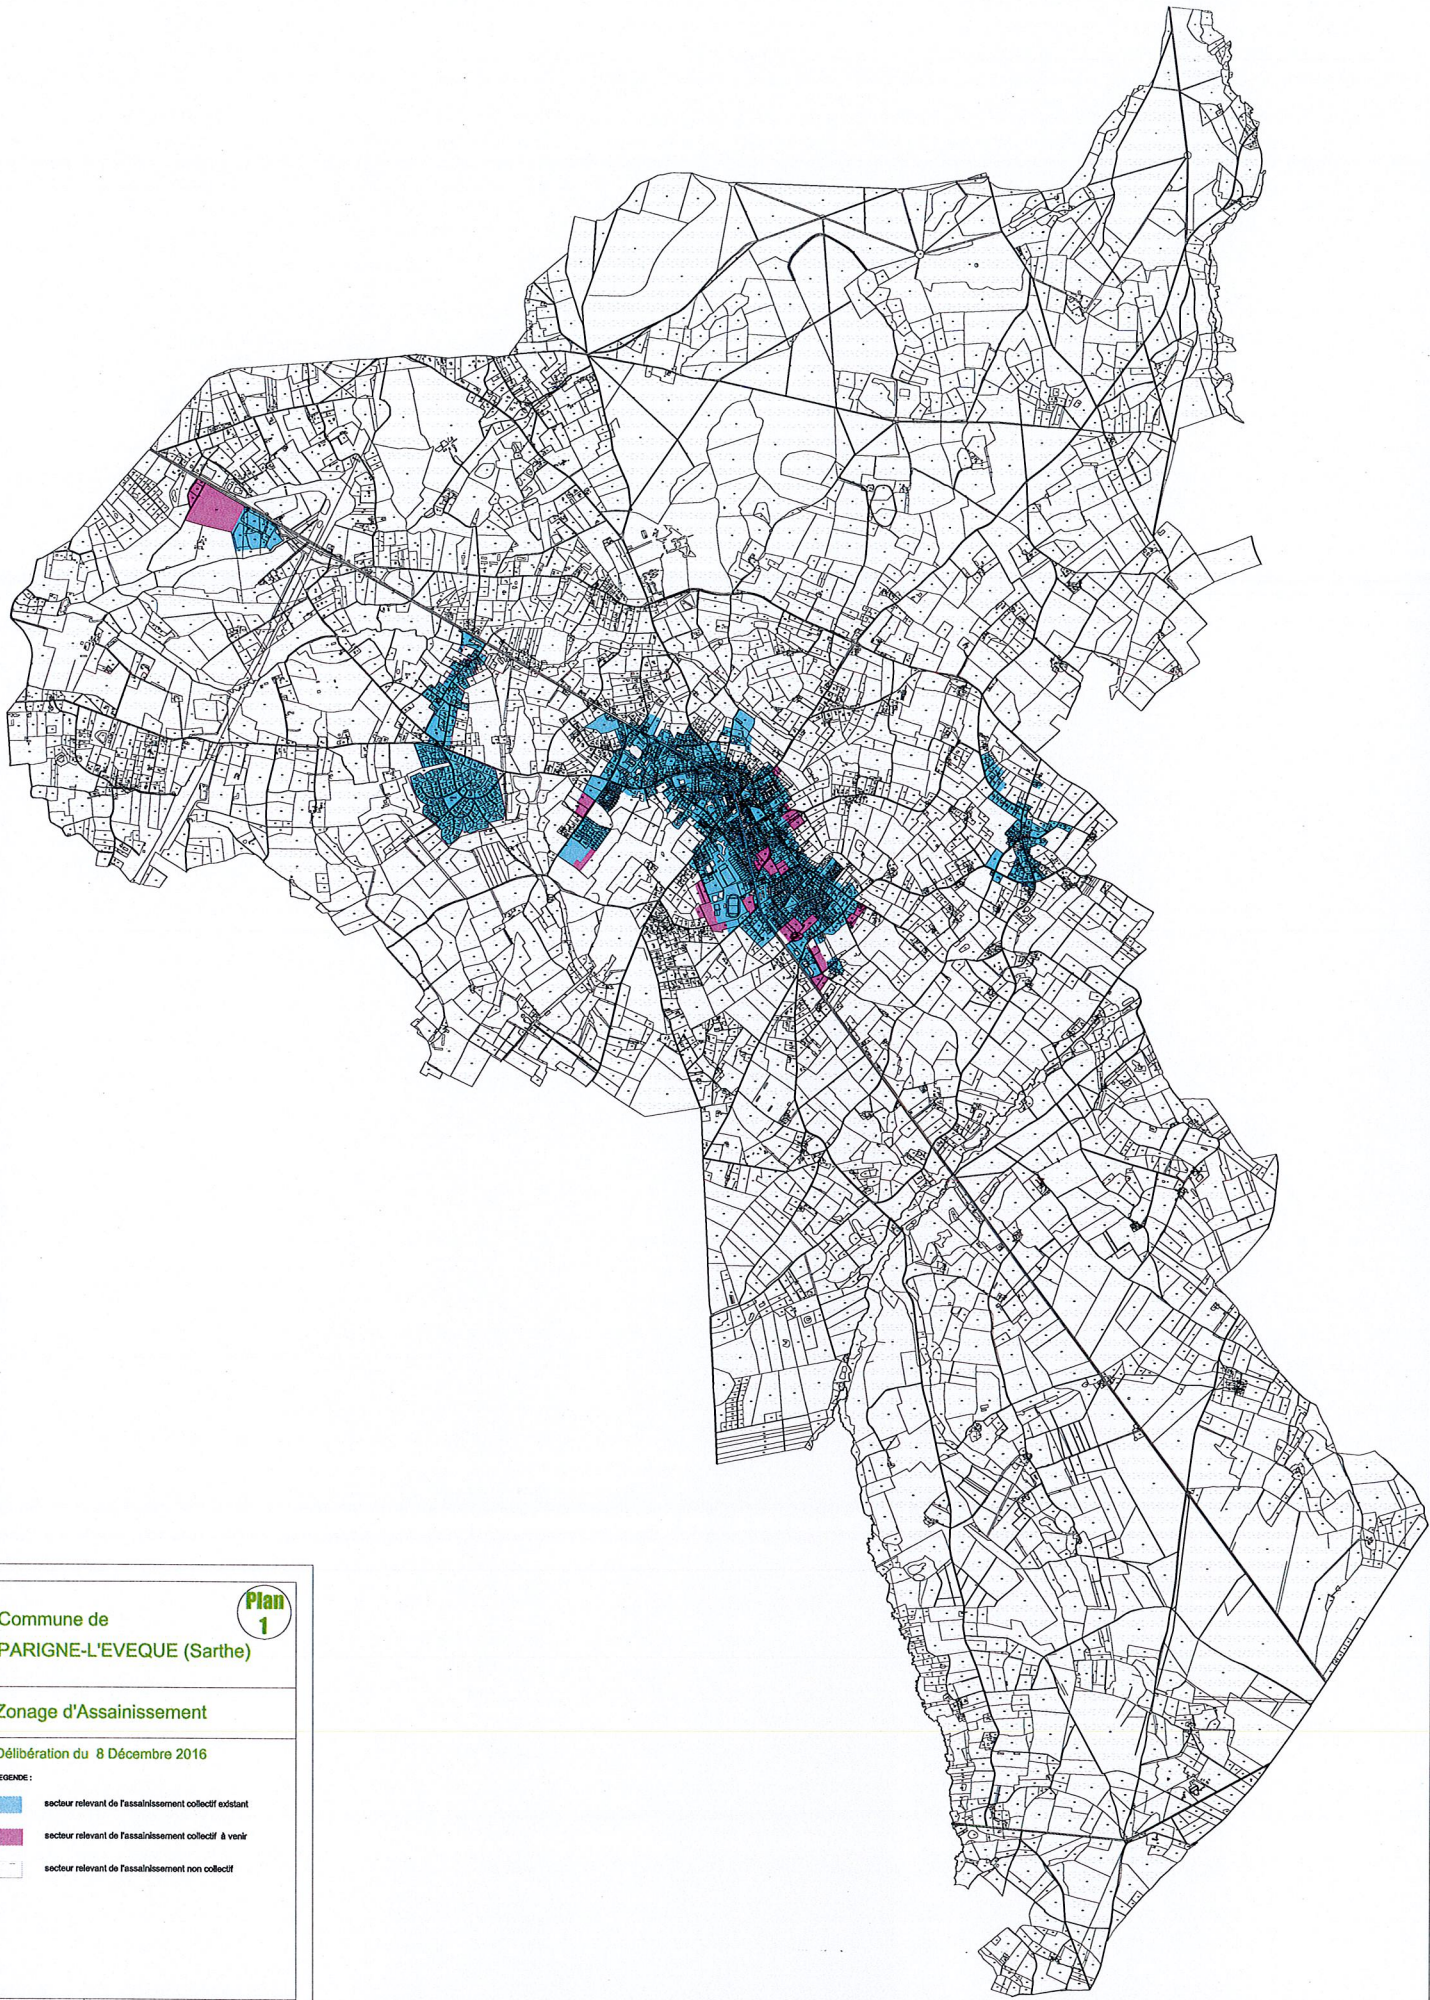 Plan
1
Commune de
PARIGNE-L'EVEQUE (Sarthe)
Zonage d'Assainissement
Délibération du 8 Décembre 2016
EGENDE :
secteur relevant de l'assainissement collectif existant
secteur relevant de l'assainissement collectif à venir
secteur relevant de l'assainissement non collectif